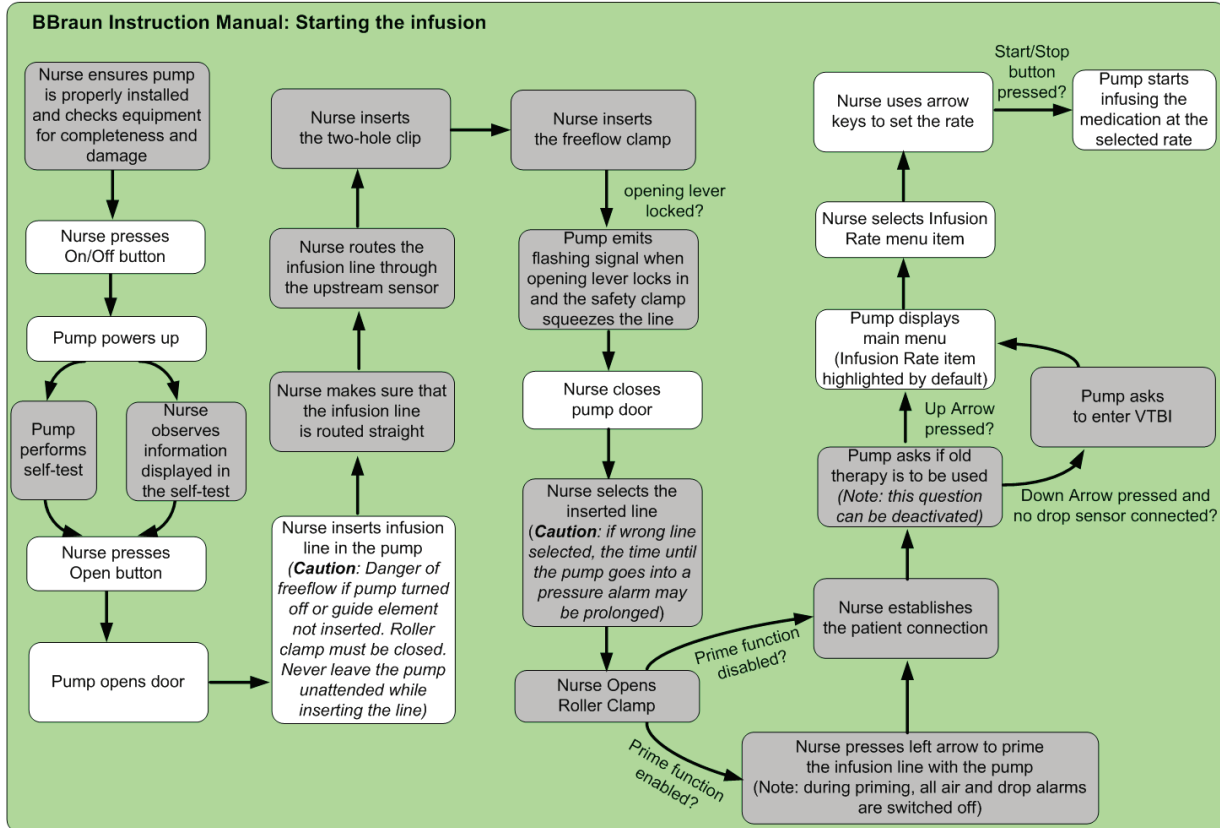 BBraun Instruction Manual: Starting the infusion
Nurse ensures pump
is properly installed
and checks equipment
for completeness and
damage
Nurse presses
On/Off button
Pump powers up
Pump
performs
self-test
Nurse
observes
information
displayed in
the self-test
Nurse presses
Open button
Pump opens door
Nurse inserts infusion
line in the pump
(Caution: Danger of
freeflow if pump turned
off or guide element
not inserted. Roller
clamp must be closed.
Never leave the pump
unattended while
inserting the line)
Nurse makes sure that
the infusion line
is routed straight
Nurse routes the
infusion line through
the upstream sensor
Nurse inserts
the two-hole clip
Nurse inserts
the freeflow clamp
opening lever
locked?
Pump emits
flashing signal when
opening lever locks in
and the safety clamp
squeezes the line
Nurse closes
pump door
Nurse selects the
inserted line
(Caution: if wrong line
selected, the time until
the pump goes into a
pressure alarm may
be prolonged)
Nurse Opens
Roller Clamp
Prime function
disabled?
Prime function
enabled?
Nurse presses left arrow to prime
the infusion line with the pump
(Note: during priming, all air and drop alarms
are switched off)
Nurse establishes
the patient connection
Pump asks if old
therapy is to be used
(Note: this question
can be deactivated)
Down Arrow pressed and
no drop sensor connected?
Pump asks
to enter VTBI
Up Arrow
pressed?
Pump displays
main menu
(Infusion Rate item
highlighted by default)
Nurse selects Infusion
Rate menu item
Nurse uses arrow
keys to set the rate
Start/Stop
button
pressed?
Pump starts
infusing the
medication at the
selected rate